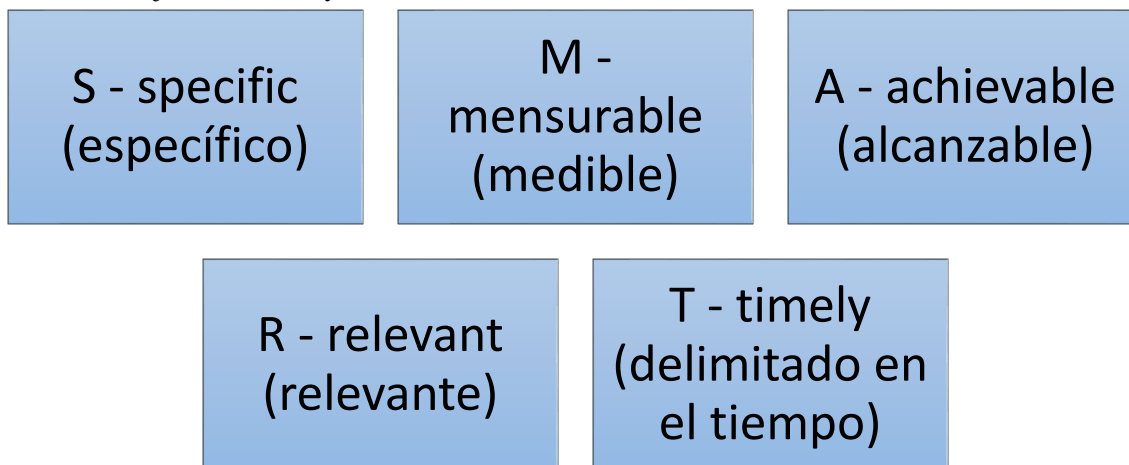 S - specific
(específico)
M -
mensurable
(medible)
A - achievable
(alcanzable)
R - relevant
(relevante)
T - timely
(delimitado en
el tiempo)